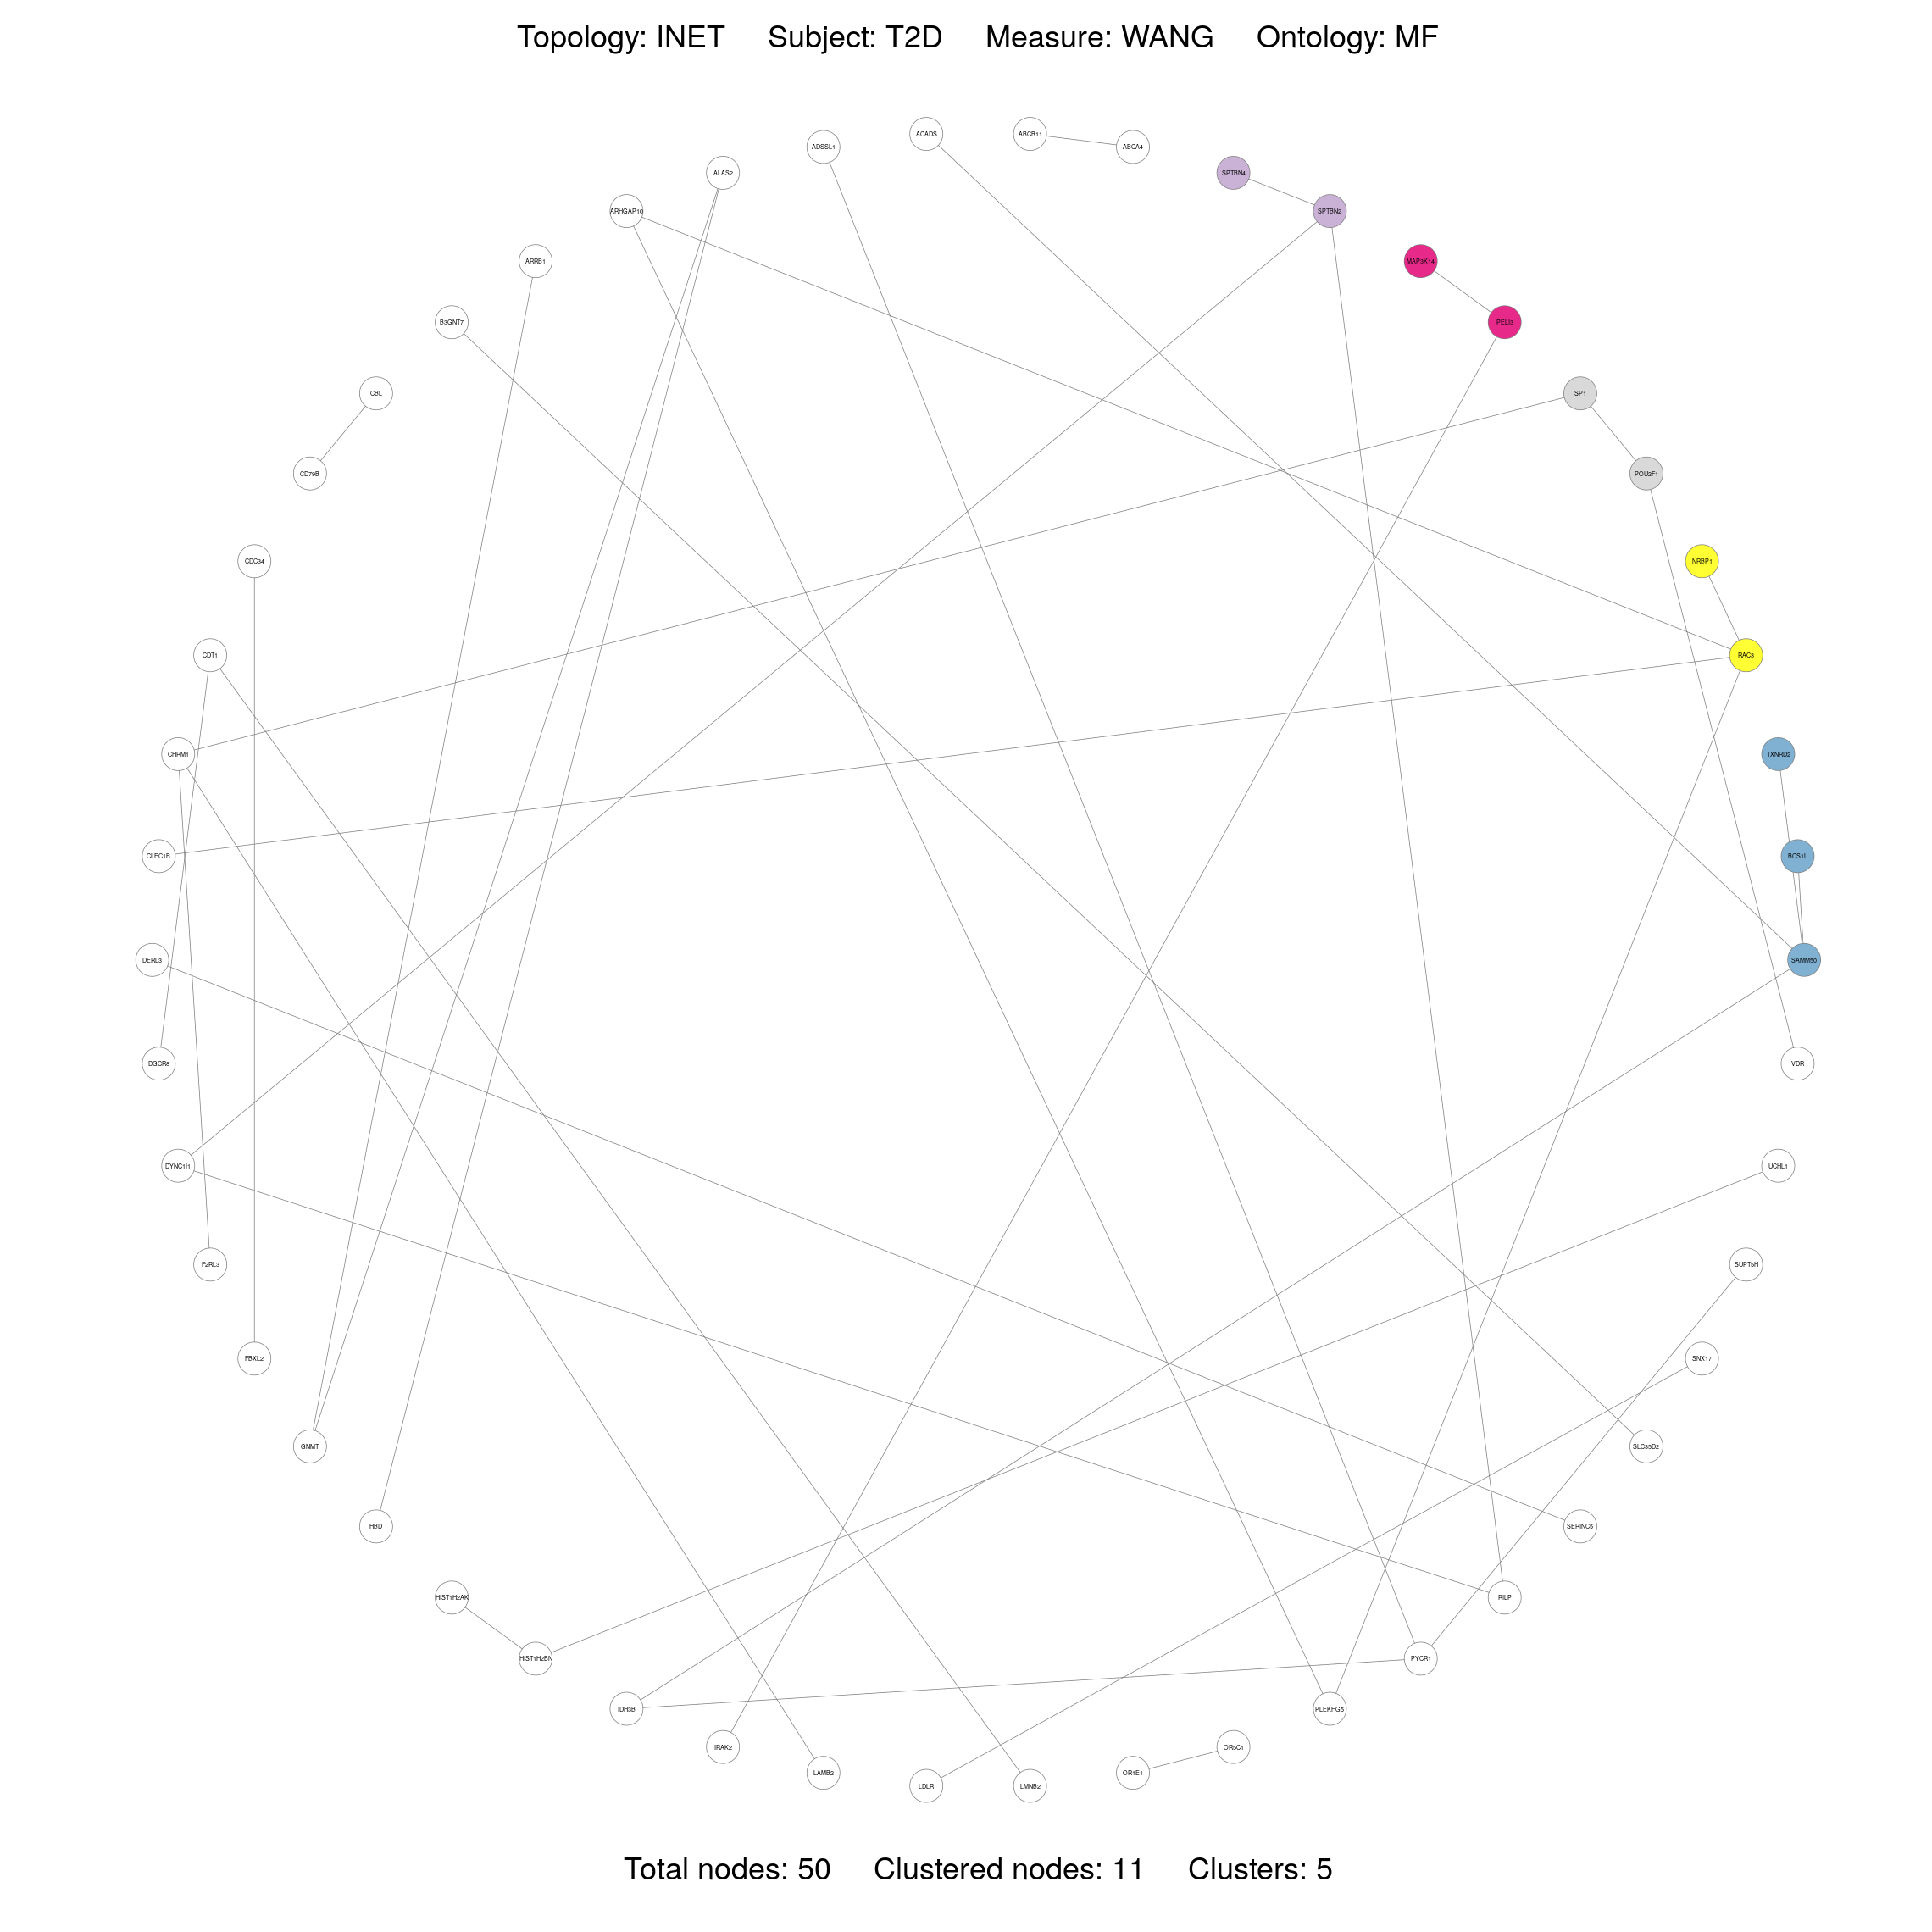 Topology: INET Subject: T2D Measure: WANG Ontology: MF
ACADS
ABCB11
ADSSL1
ABCA4
ALAS2
SPTBN4
ARHGAP10
SPTBN2
ARRB1
MAP3K14
B3GNT7
PELI3
CBL
SP1
CD79B
POU2F1
CDC34
NRBP1
CDT1
RAC3
CHRM1
TXNRD2
CLEC1B
BCS1L
DERL3
SAMM50
DGCR8
VDR
DYNC1I1
UCHL1
F2RL3
SUPT5H
FBXL2
SNX17
GNMT
SLC35D2
HBD
SERINC5
HIST1H2AK
RILP
HIST1H2BN
PYCR1
IDH3B
PLEKHG5
IRAK2
OR5C1
LAMB2
OR1E1
LDLR
LMNB2
Total nodes: 50 Clustered nodes: 11 Clusters: 5